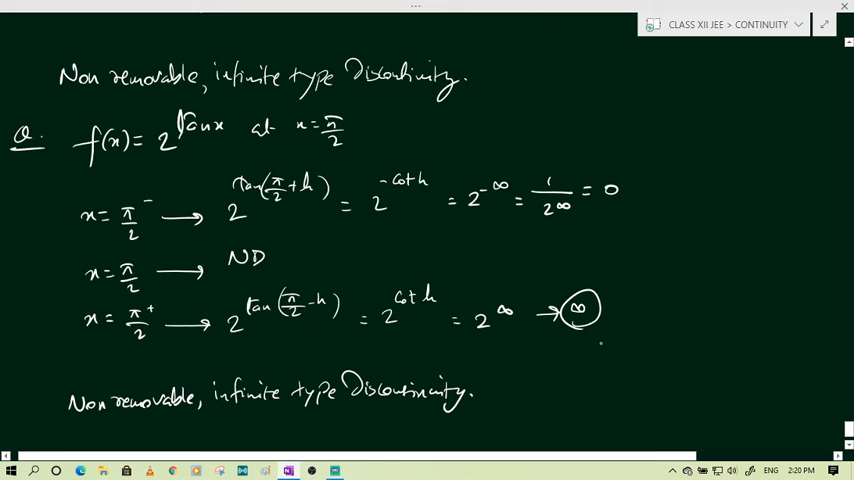 CLASS XII JEE > CONTINUITY
Non removable, infinite type Discontinuity.
Q. f(x) = 2^tanx at x = π/2
x = π/2⁻ → 2^tan(π/2 + h) = 2^-cot h = 2^-∞ = 1/2^∞ = 0
x = π/2 → ND
x = π/2⁺ → 2^tan(π/2 - h) = 2^cot h = 2^∞ → ∞
Non removable, infinite type Discontinuity.
ENG 2:20 PM